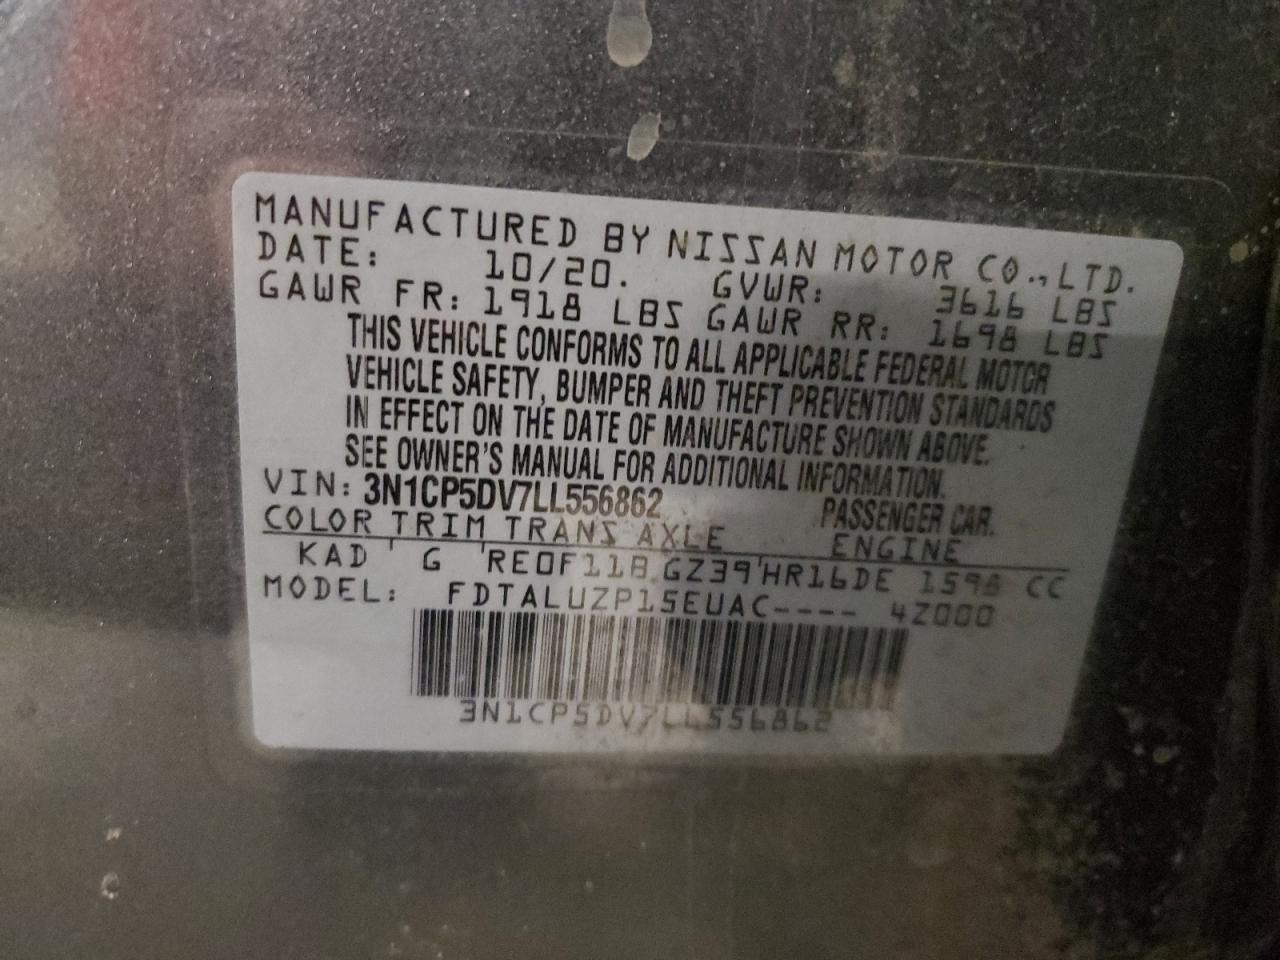 MANUFACTURED BY NISSAN MOTOR CO., LTD.
DATE: 10/20. GVWR: 3616 LBS
GAWR FR: 1918 LBS GAWR RR: 1698 LBS
THIS VEHICLE CONFORMS TO ALL APPLICABLE FEDERAL MOTOR
VEHICLE SAFETY, BUMPER AND THEFT PREVENTION STANDARDS
IN EFFECT ON THE DATE OF MANUFACTURE SHOWN ABOVE.
SEE OWNER'S MANUAL FOR ADDITIONAL INFORMATION.
VIN: 3N1CP5DV7LL556862 PASSENGER CAR.
COLOR TRIM TRANS AXLE ENGINE
KAD G RE0F11B GZ39 HR16DE 1598 CC
MODEL: FDTALUZP15EUAC---- 4Z000
3N1CP5DV7LL556862